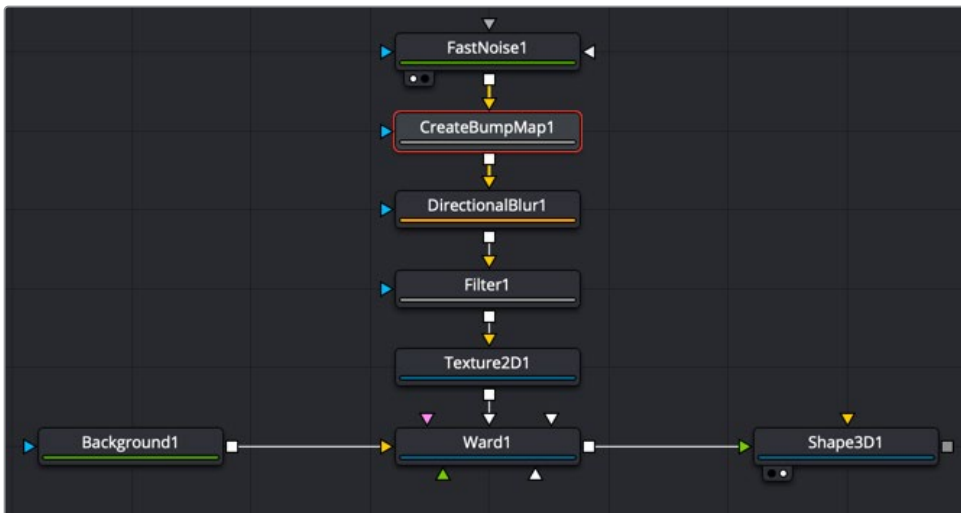 FastNoise1
CreateBumpMap1
DirectionalBlur1
Filter1
Texture2D1
Background1
Ward1
Shape3D1